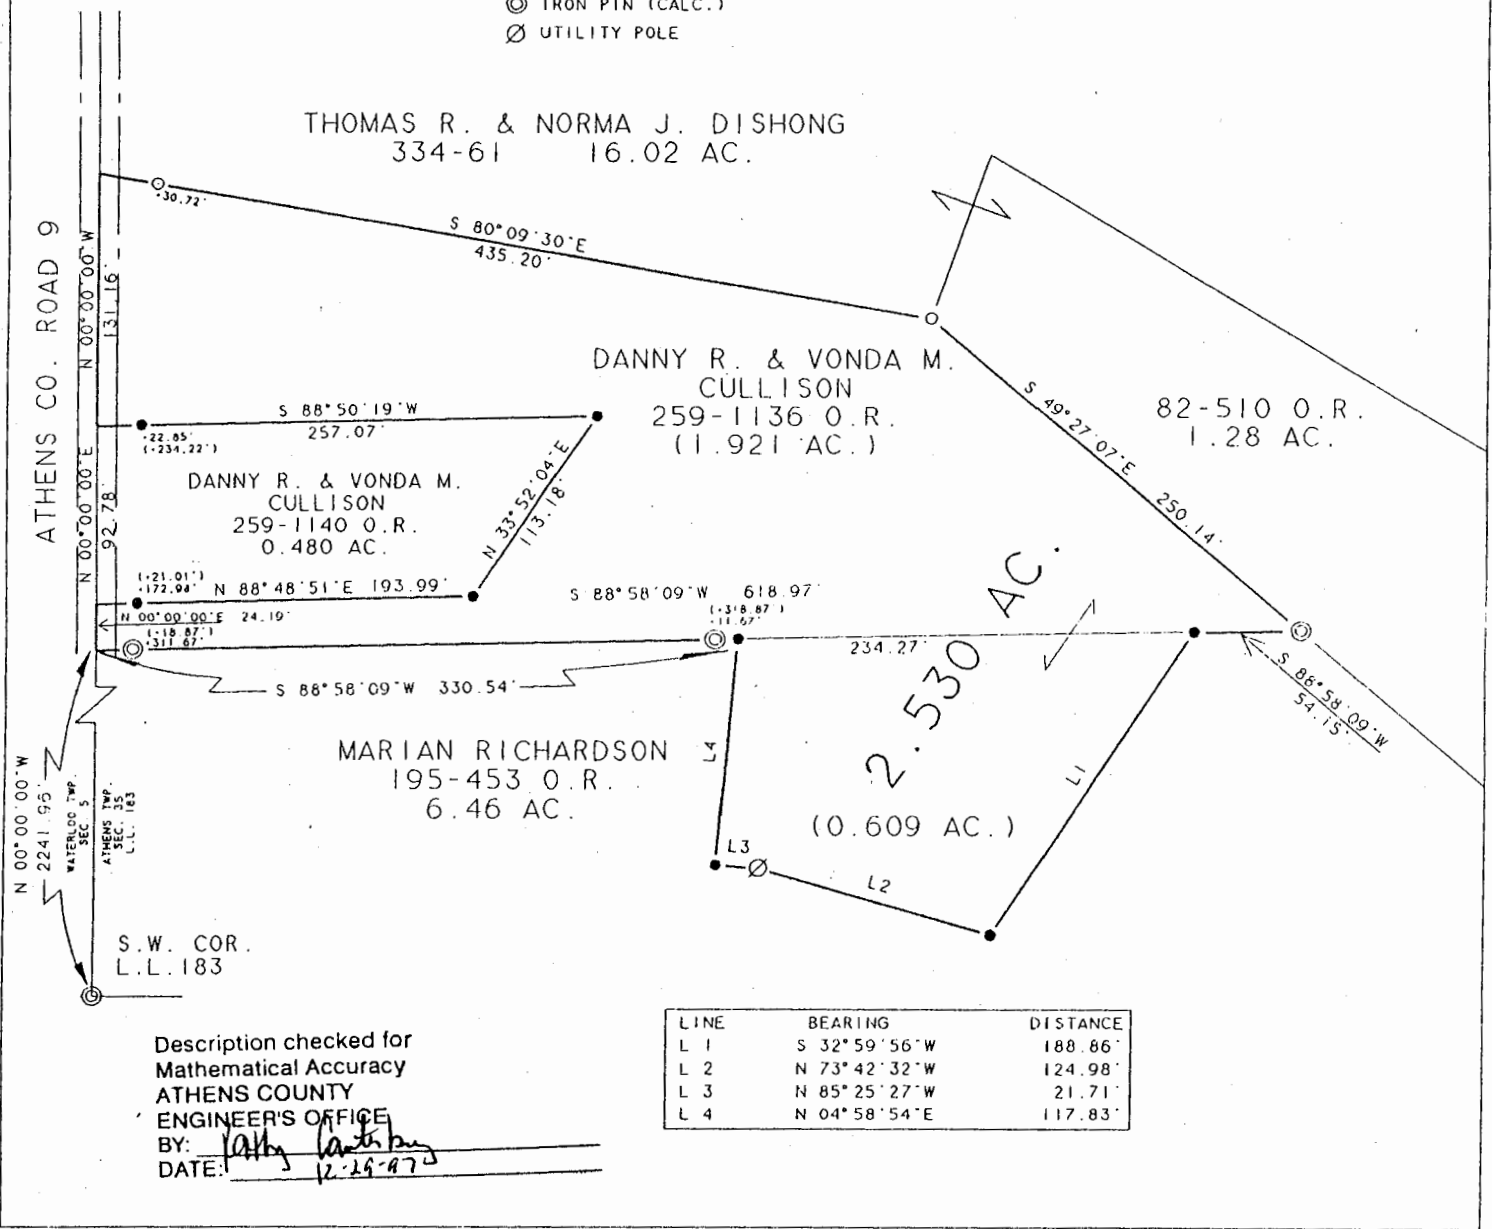 IRON PIN (CALC.)
UTILITY POLE
THOMAS R. & NORMA J. DISHONG
334-61 16.02 AC.
·30.72'
S 80°09'30"E
435.20'
ATHENS CO. ROAD 9
N 00°00'00"W
131.16'
DANNY R. & VONDA M.
CULLISON
259-1136 O.R.
(1.921 AC.)
S 49°27'07"E
250.14'
82-510 O.R.
1.28 AC.
S 88°50'19"W
257.07'
·22.85'
(·234.22')
N 00°00'00"E
92.78'
DANNY R. & VONDA M.
CULLISON
259-1140 O.R.
0.480 AC.
N 33°52'04"E
113.18'
(·21.01')
·172.98'
N 88°48'51"E 193.99'
S 88°58'09"W 618.97'
(·318.87')
·11.67'
N 00°00'00"E 24.19'
(·18.87')
·311.67'
234.27'
2.530 AC.
S 88°58'09"W
54.15'
S 88°58'09"W 330.54'
MARIAN RICHARDSON
195-453 O.R.
6.46 AC.
L4
L1
(0.609 AC.)
L3
L2
N 00°00'00"W
2241.96'
WATERLOO TWP.
SEC. 5
ATHENS TWP.
SEC. 35
L.L. 183
S.W. COR.
L.L.183
Description checked for
Mathematical Accuracy
ATHENS COUNTY
ENGINEER'S OFFICE
BY:
DATE: 12-29-97
LINE BEARING DISTANCE
L 1 S 32°59'56"W 188.86'
L 2 N 73°42'32"W 124.98'
L 3 N 85°25'27"W 21.71'
L 4 N 04°58'54"E 117.83'